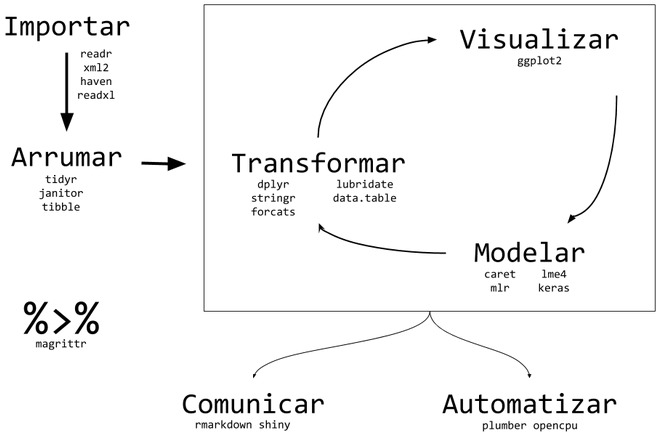 Importar
readr
xml2
haven
readxl
Arrumar
tidyr
janitor
tibble
%>%
magrittr
Visualizar
ggplot2
Transformar
dplyr lubridate
stringr data.table
forcats
Modelar
caret lme4
mlr keras
Comunicar
rmarkdown shiny
Automatizar
plumber opencpu